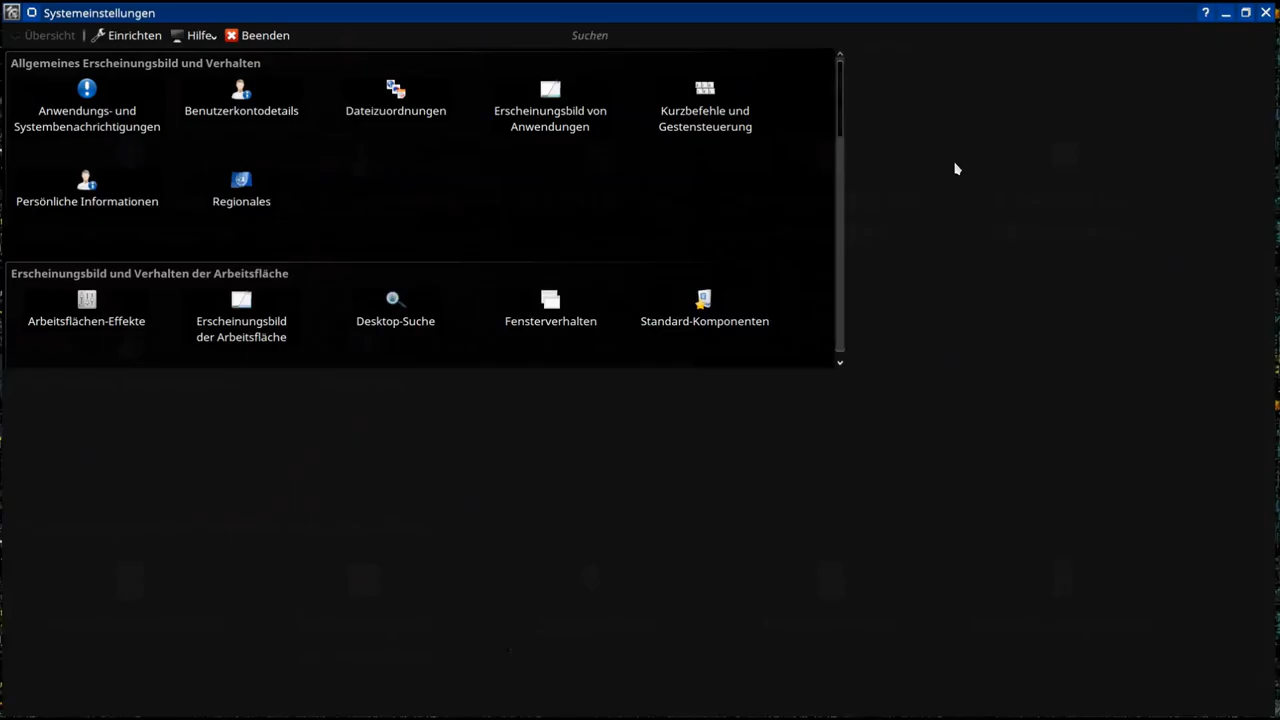 Systemeinstellungen
?
Übersicht Einrichten Hilfe Beenden Suchen
Allgemeines Erscheinungsbild und Verhalten
Anwendungs- und
Systembenachrichtigungen
Benutzerkontodetails
Dateizuordnungen
Erscheinungsbild von
Anwendungen
Kurzbefehle und
Gestensteuerung
Persönliche Informationen
Regionales
Erscheinungsbild und Verhalten der Arbeitsfläche
Arbeitsflächen-Effekte
Erscheinungsbild
der Arbeitsfläche
Desktop-Suche
Fensterverhalten
Standard-Komponenten